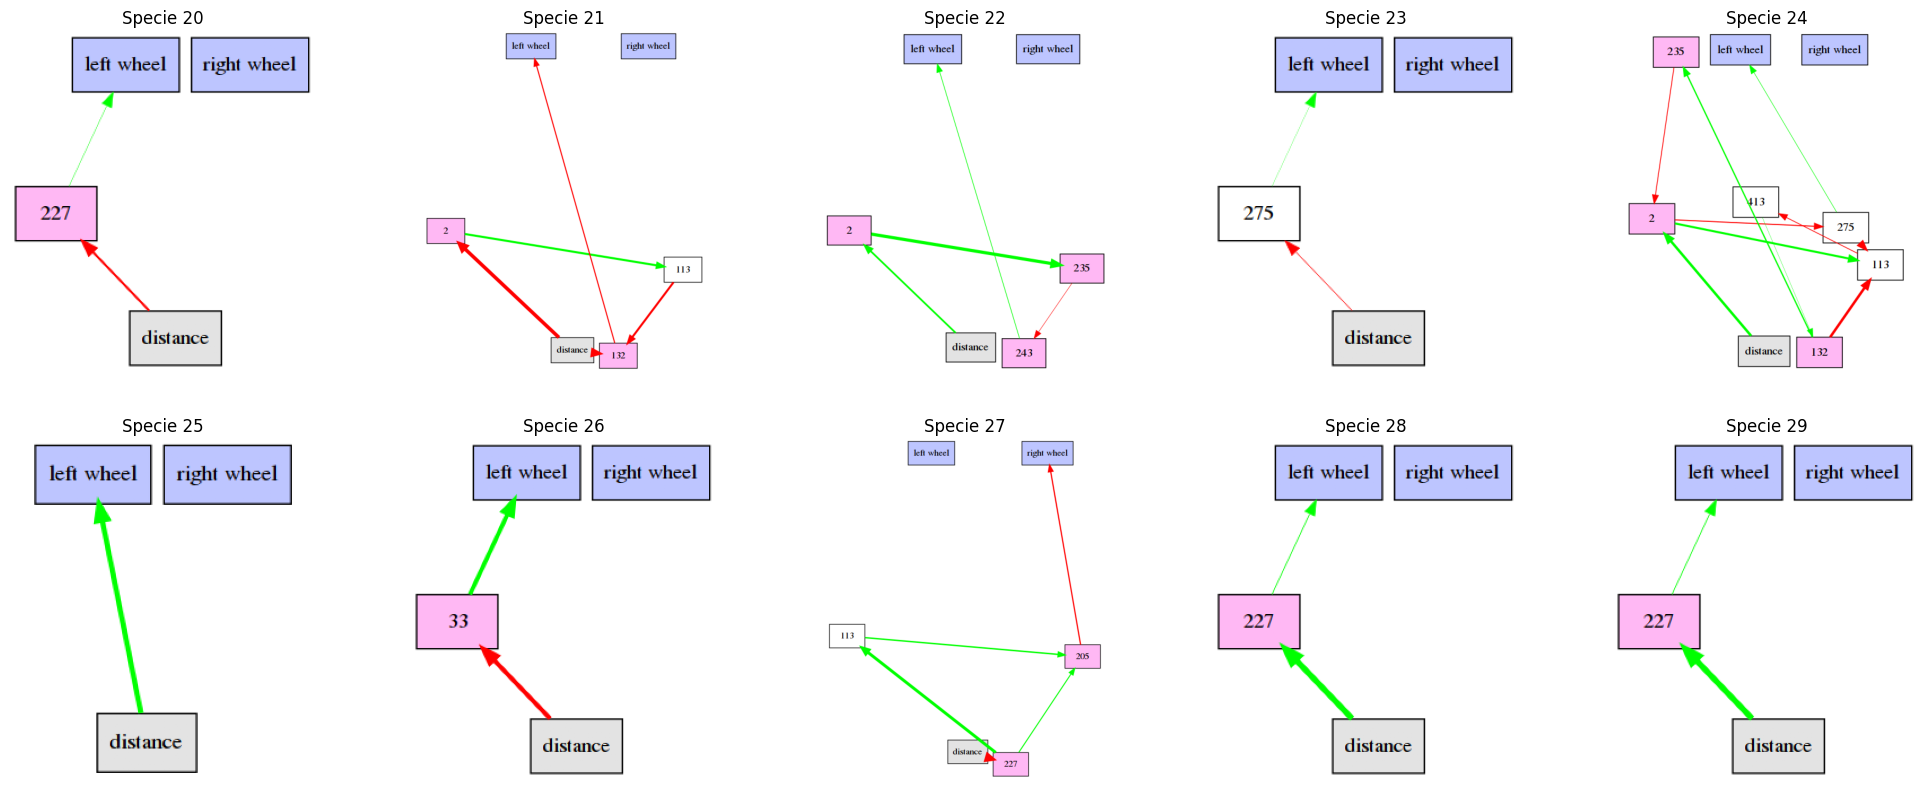 Specie 20
left wheel
right wheel
227
distance
Specie 21
left wheel
right wheel
2
113
distance
132
Specie 22
left wheel
right wheel
2
235
distance
243
Specie 23
left wheel
right wheel
275
distance
Specie 24
235
left wheel
right wheel
413
2
275
113
distance
132
Specie 25
left wheel
right wheel
distance
Specie 26
left wheel
right wheel
33
distance
Specie 27
left wheel
right wheel
113
205
distance
227
Specie 28
left wheel
right wheel
227
distance
Specie 29
left wheel
right wheel
227
distance